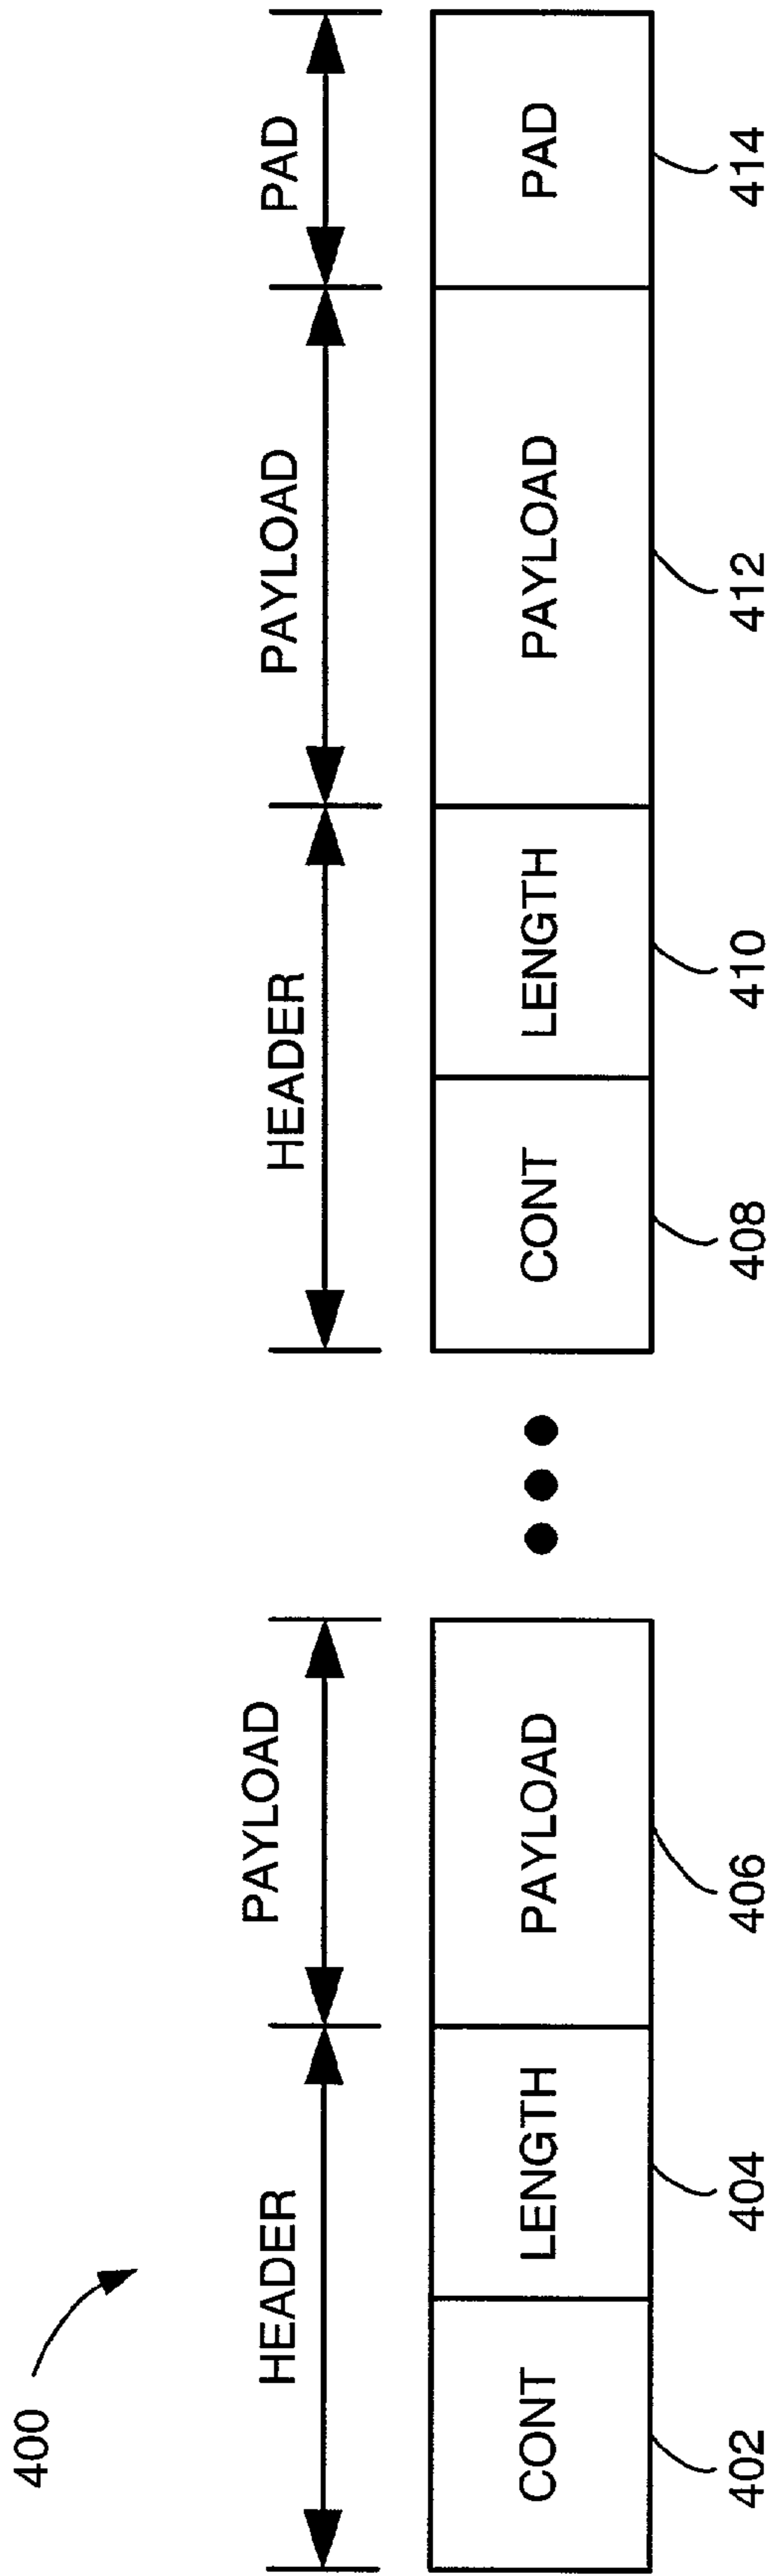 400
HEADER PAYLOAD HEADER PAYLOAD PAD
CONT LENGTH PAYLOAD CONT LENGTH PAYLOAD PAD
402 404 406 408 410 412 414